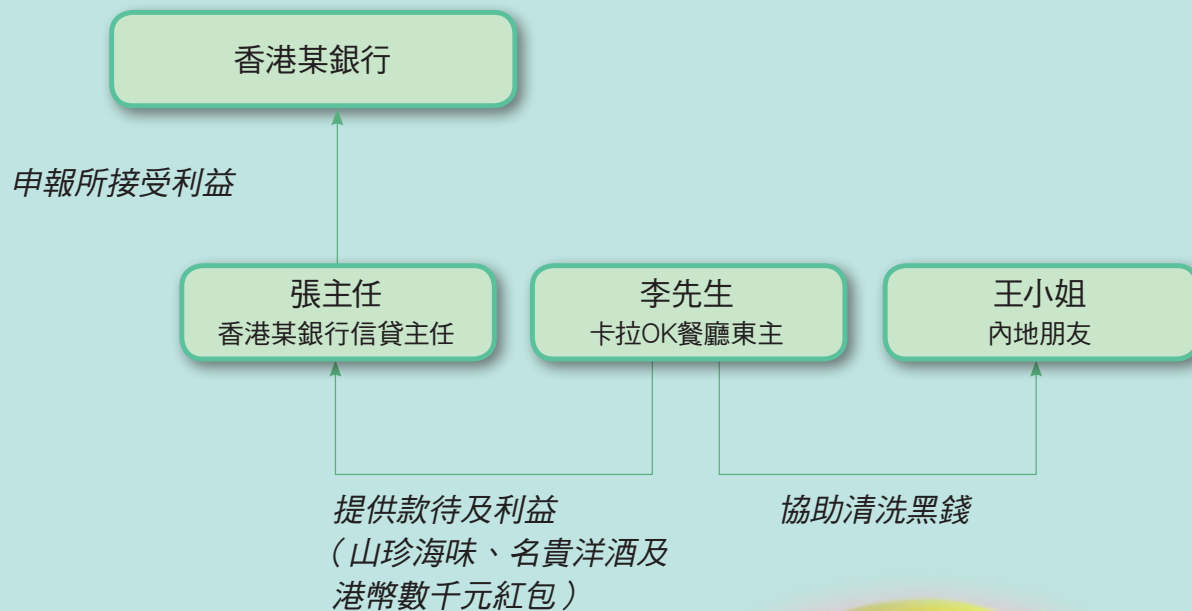 香港某銀行
申報所接受利益
張主任
香港某銀行信貸主任
李先生
卡拉OK餐廳東主
王小姐
內地朋友
提供款待及利益
（山珍海味、名貴洋酒及
港幣數千元紅包）
協助清洗黑錢